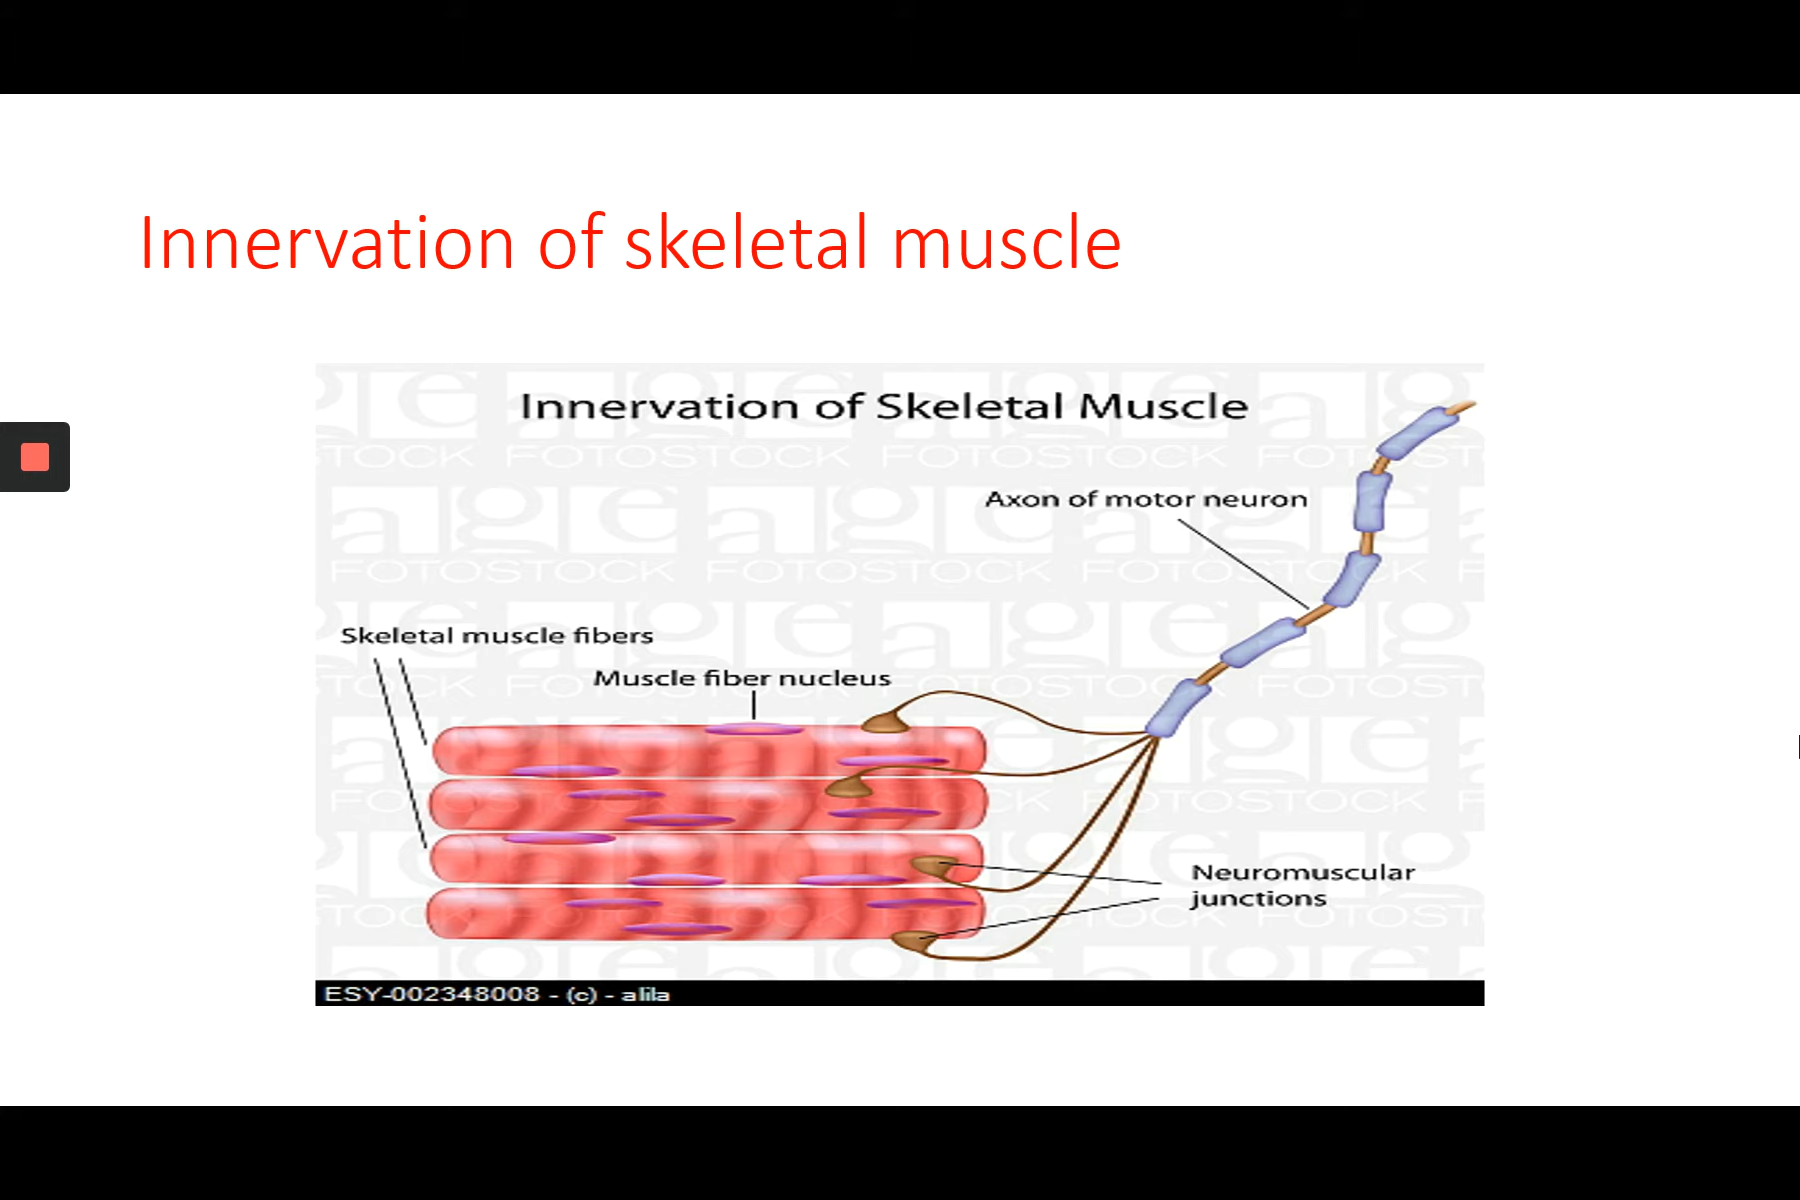 Innervation of skeletal muscle
Innervation of Skeletal Muscle
Axon of motor neuron
Skeletal muscle fibers
Muscle fiber nucleus
Neuromuscular
junctions
ESY-002348008 - (c) - alila
age
FOTOSTOCK